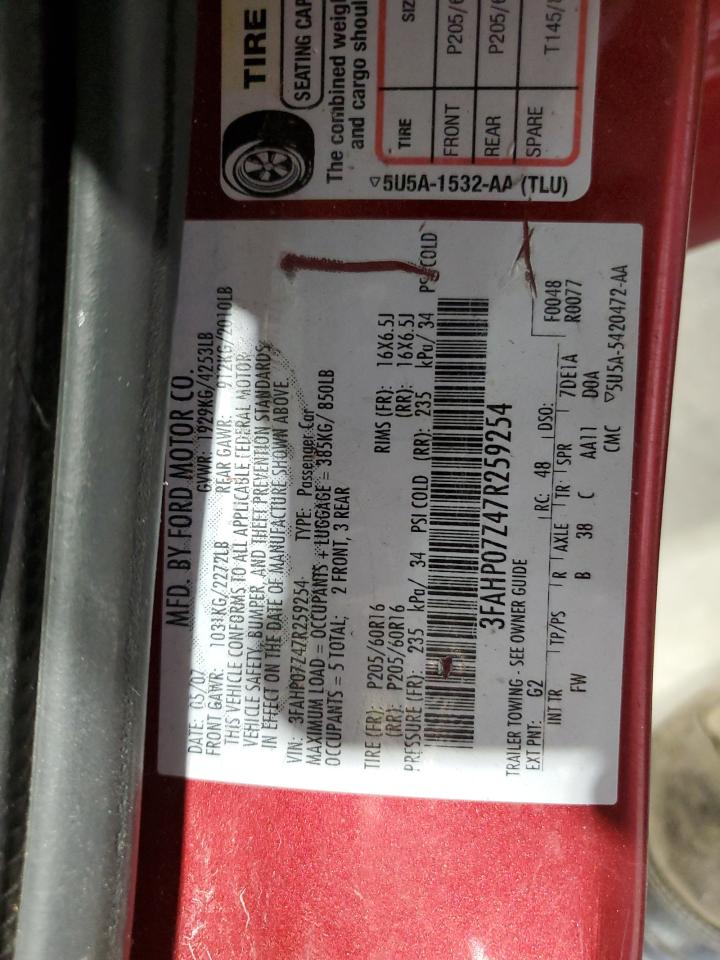 TIRE
SEATING CAP
The combined weig
and cargo shoul
TIRE SIZ
FRONT P205/6
REAR P205/6
SPARE T145/8
▽5U5A-1532-AA (TLU)
MFD. BY FORD MOTOR CO.
DATE: 05/07 GVWR: 1929KG/4253LB
FRONT GAWR: 1031KG/2272LB REAR GAWR: 912KG/2010LB
THIS VEHICLE CONFORMS TO ALL APPLICABLE FEDERAL MOTOR
VEHICLE SAFETY, BUMPER, AND THEFT PREVENTION STANDARDS
IN EFFECT ON THE DATE OF MANUFACTURE SHOWN ABOVE.
VIN: 3FAHP07Z47R259254 TYPE: Passenger Car
MAXIMUM LOAD = OCCUPANTS + LUGGAGE = 385KG/ 850LB
OCCUPANTS = 5 TOTAL; 2 FRONT, 3 REAR
TIRE (FR): P205/60R16 RIMS (FR): 16X6.5J
(RR): P205/60R16 (RR): 16X6.5J
PRESSURE (FR): 235 kPa/ 34 PSI COLD (RR): 235 kPa/ 34 PSI COLD
3FAHP07Z47R259254
TRAILER TOWING - SEE OWNER GUIDE
EXT PNT: G2 RC: 48 DSO: F0048
R0077
INT TR TP/PS R AXLE TR SPR 7DE1A
FW B 38 C AA11 D0A
CMC ▽5U5A-5420472-AA